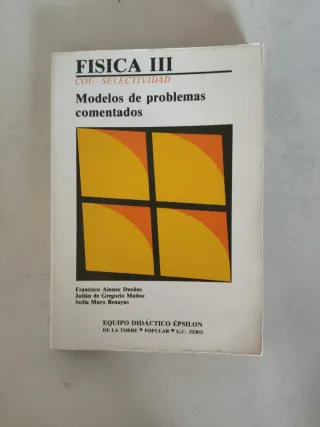 FISICA III
COU - SELECTIVIDAD
Modelos de problemas
comentados
Francisco Alonso Dueñas
Julián de Gregorio Muñoz
Sofía Muro Benayas
EQUIPO DIDÁCTICO ÉPSILON
DE LA TORRE • POPULAR • G.C. ZERO